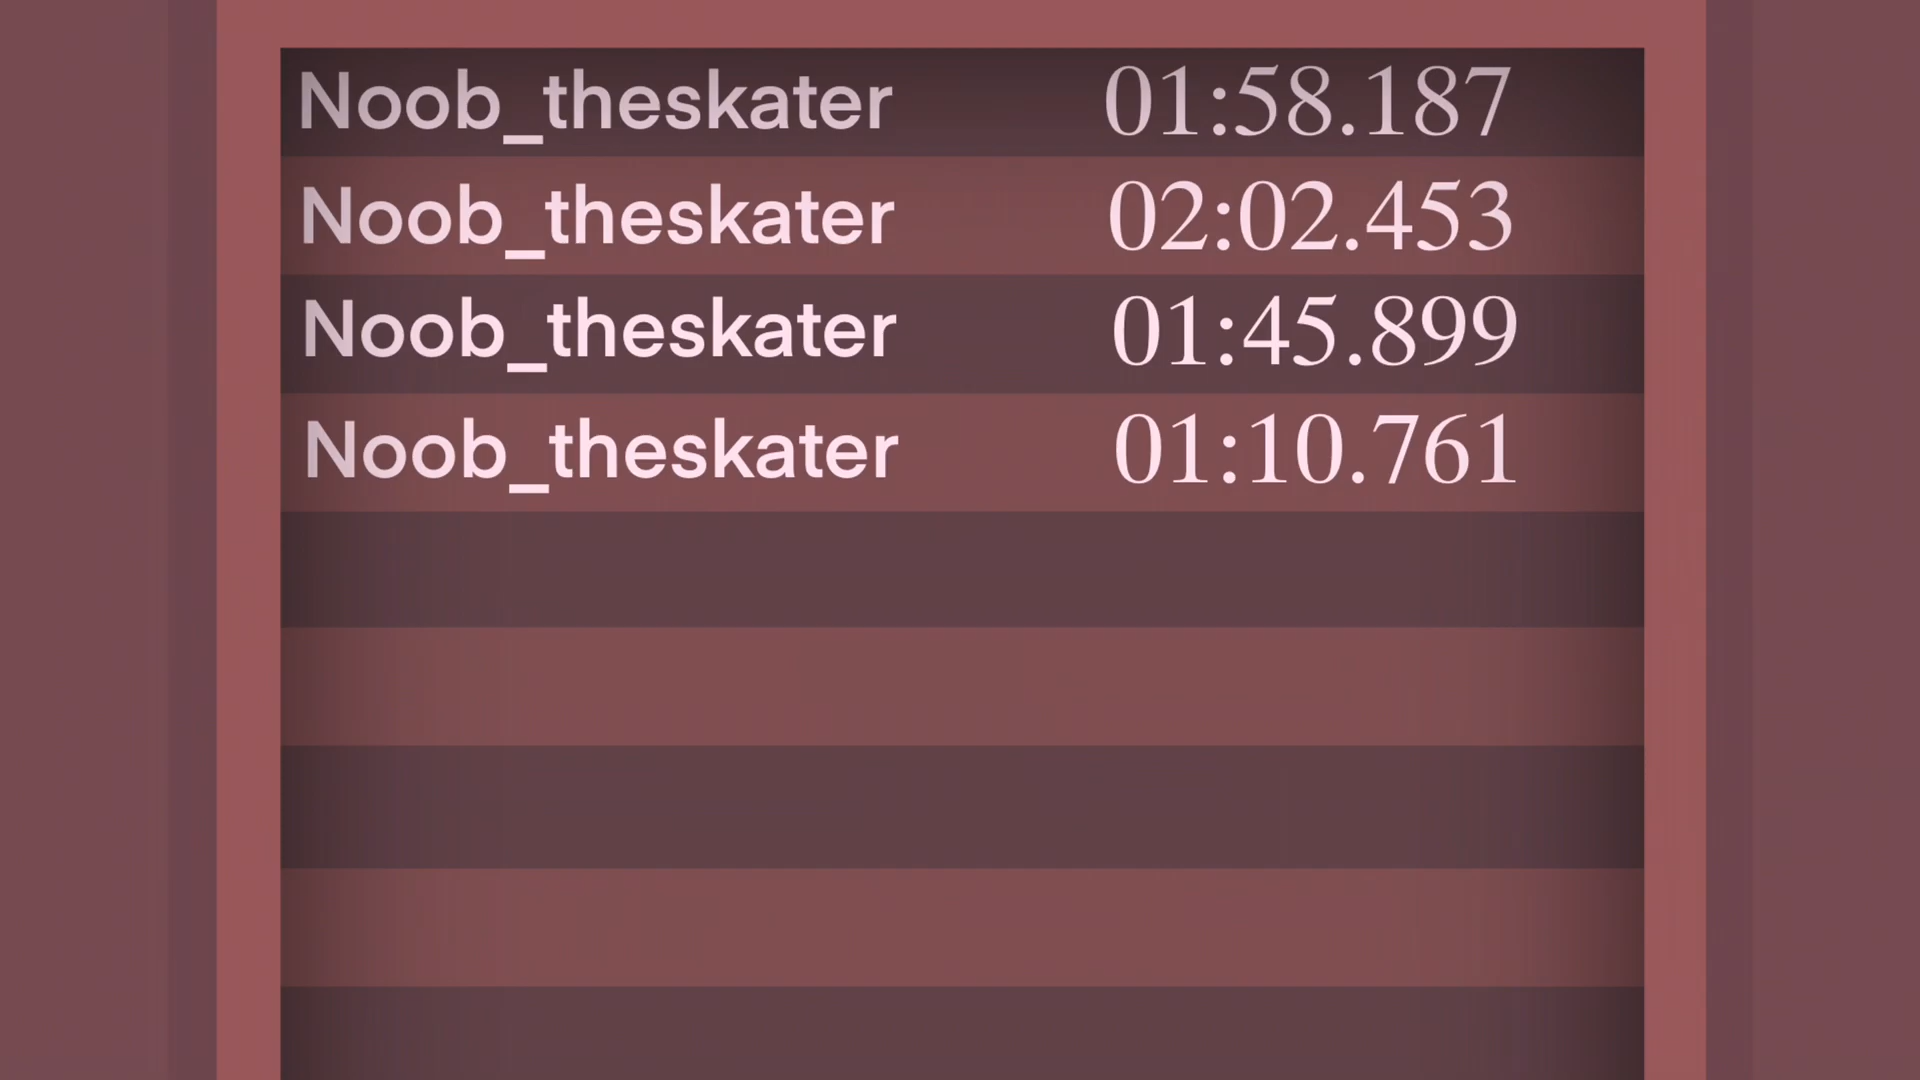 Noob_theskater 01:58.187
Noob_theskater 02:02.453
Noob_theskater 01:45.899
Noob_theskater 01:10.761